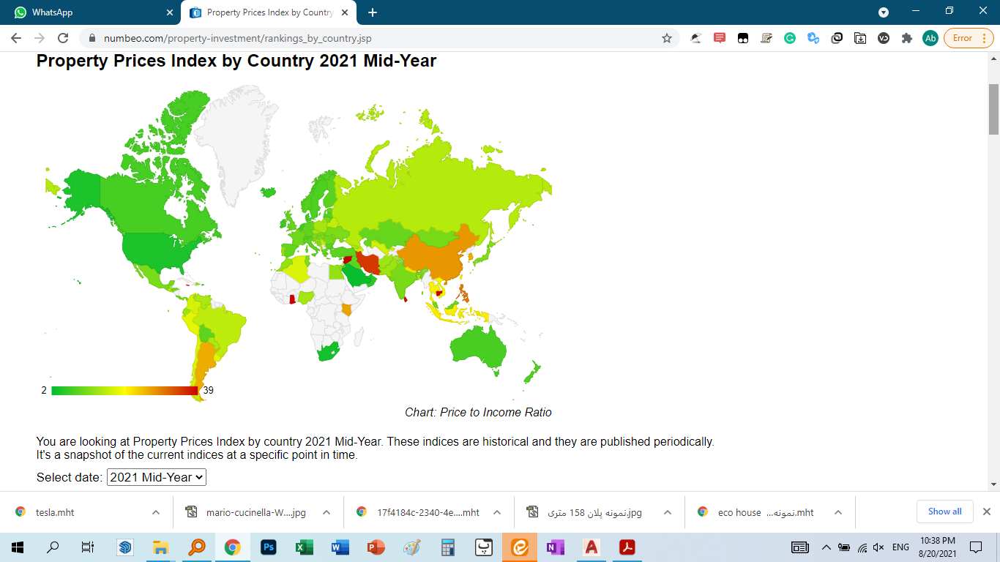 WhatsApp
Property Prices Index by Country
numbeo.com/property-investment/rankings_by_country.jsp
Ab
Error
Property Prices Index by Country 2021 Mid-Year
2
39
Chart: Price to Income Ratio
You are looking at Property Prices Index by country 2021 Mid-Year. These indices are historical and they are published periodically.
It's a snapshot of the current indices at a specific point in time.
Select date: 2021 Mid-Year
tesla.mht
mario-cucinella-W....jpg
17f4184c-2340-4e....mht
نمونه پلان 158 متری.jpg
eco house نمونه....mht
Show all
Ps
پ
N
A
ENG
10:38 PM
8/20/2021